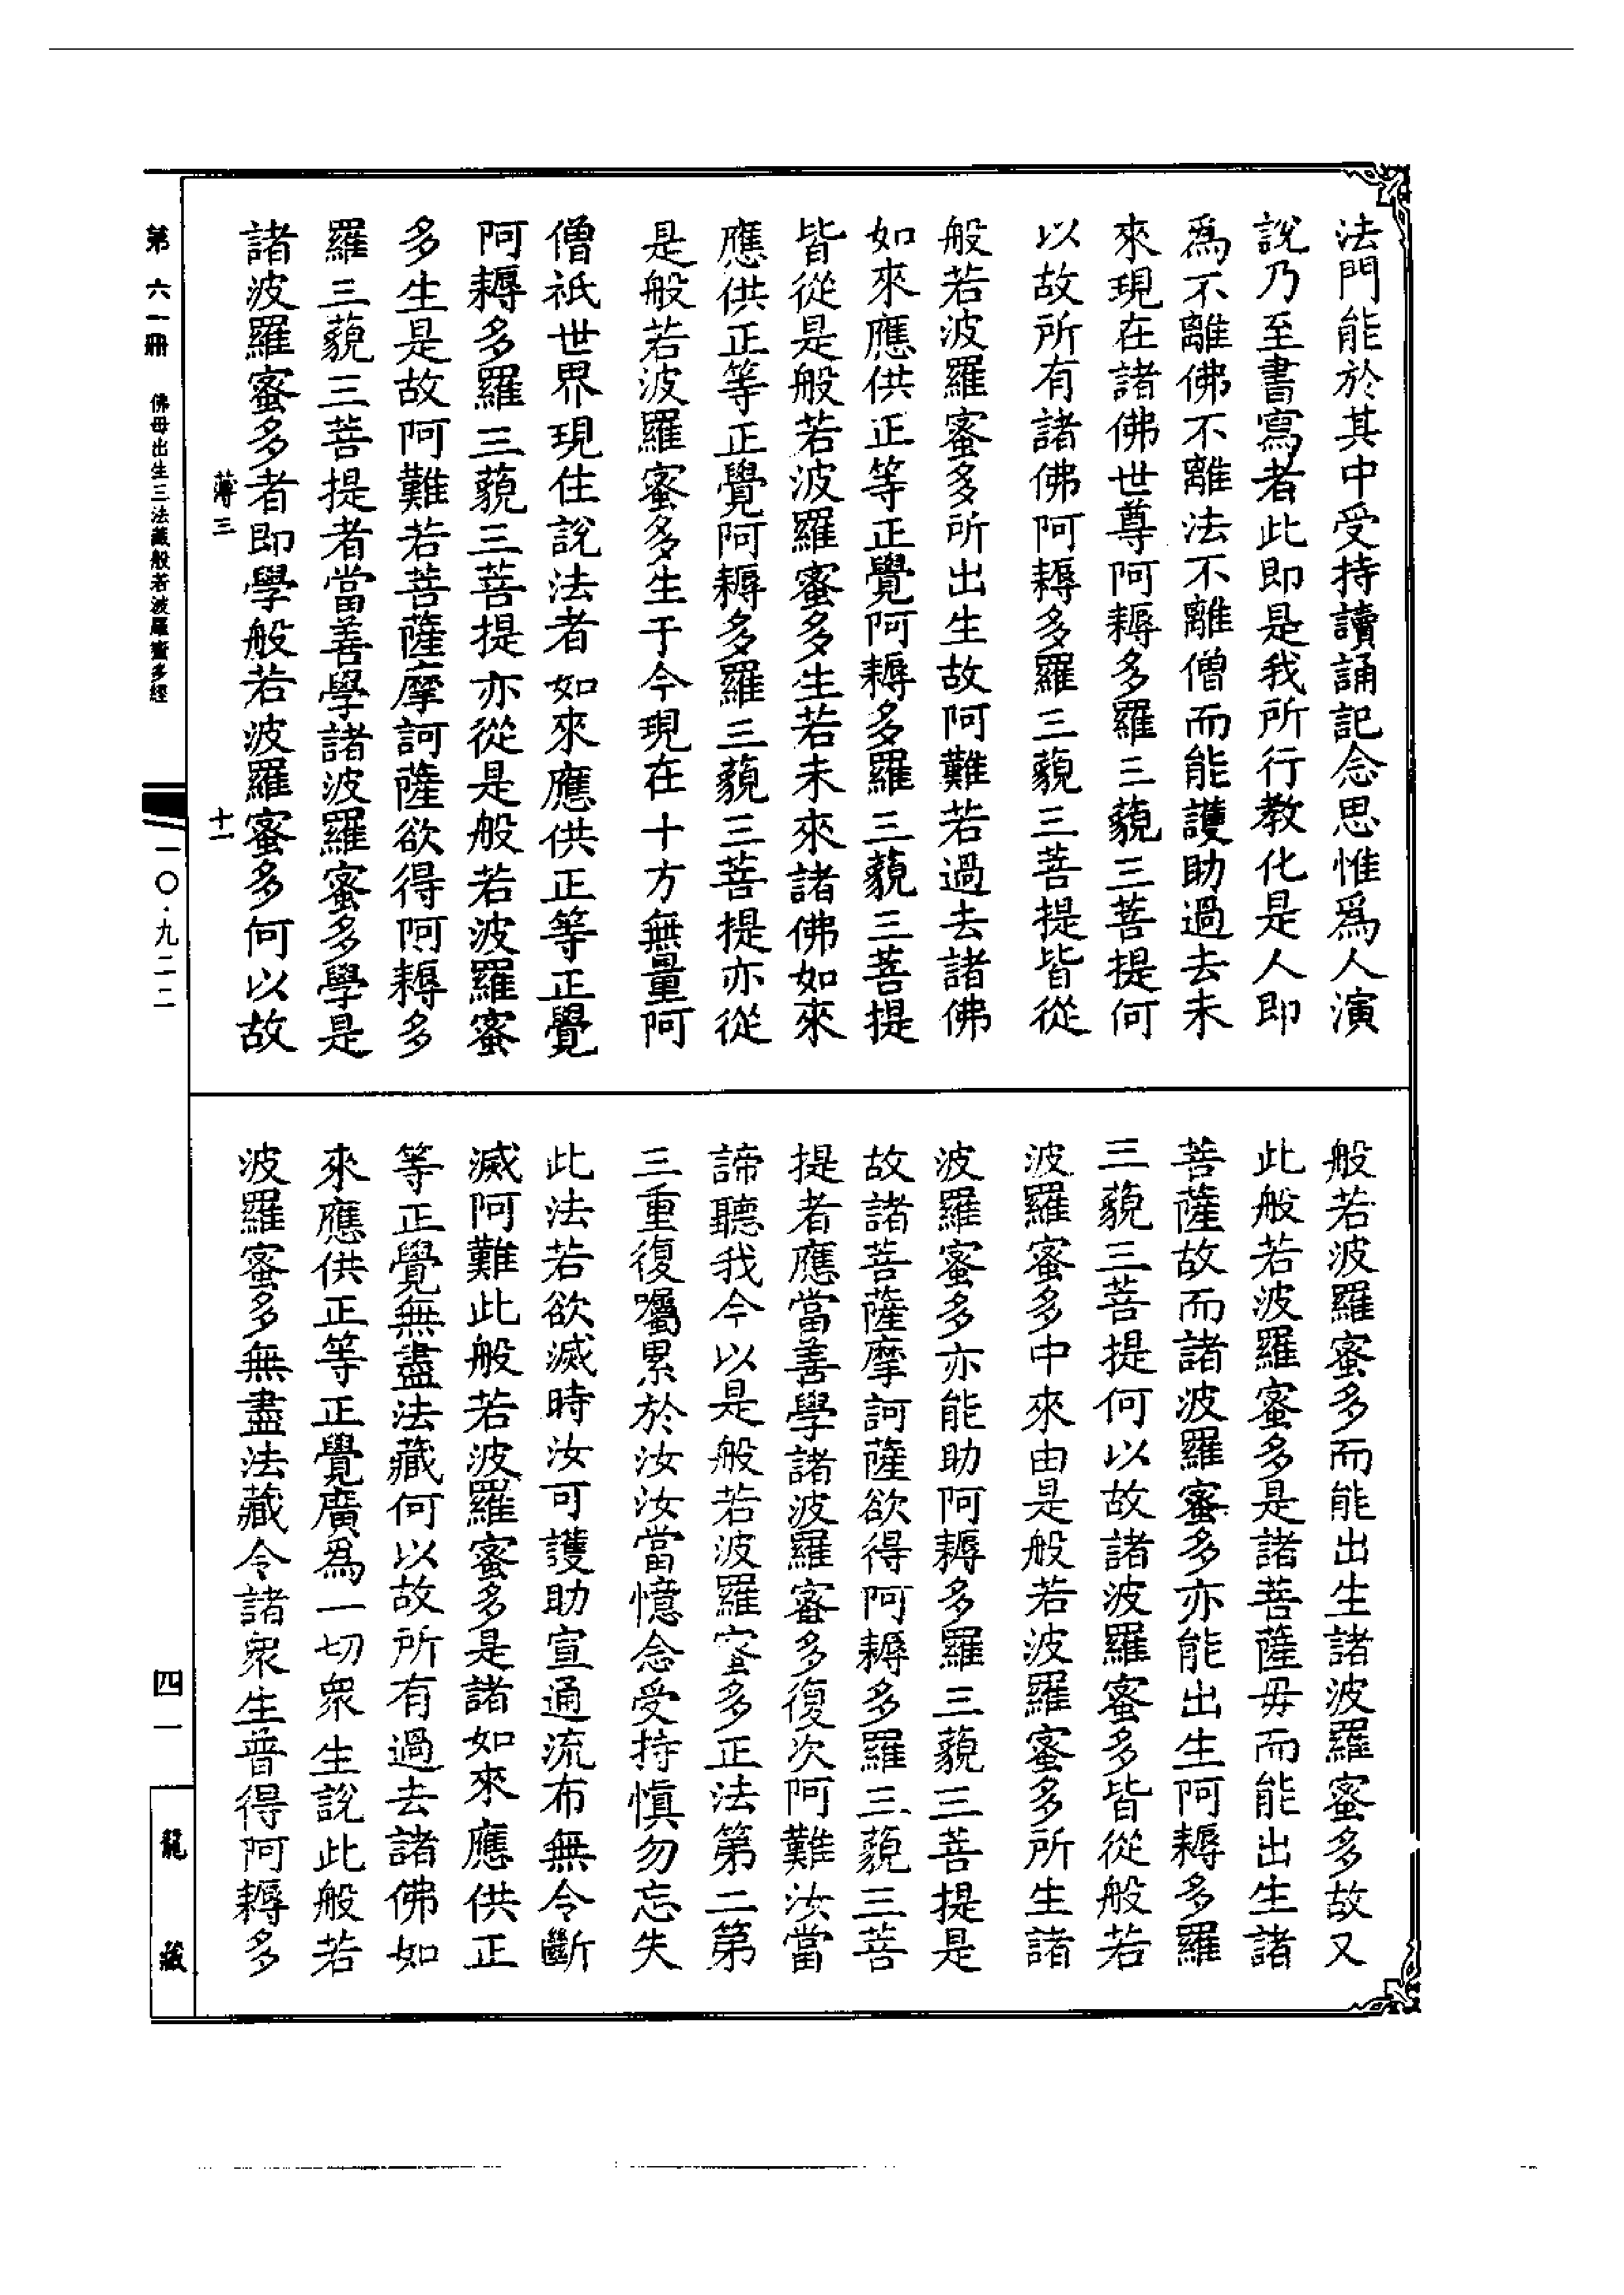 法門能於其中受持讀誦記念思惟爲人演
說乃至書寫者此即是我所行教化是人即
爲不離佛不離法不離僧而能護助過去未
來現在諸佛世尊阿耨多羅三藐三菩提何
以故所有諸佛阿耨多羅三藐三菩提皆從
般若波羅蜜多所出生故阿難若過去諸佛
如來應供正等正覺阿耨多羅三藐三菩提
皆從是般若波羅蜜多生若未來諸佛如來
應供正等正覺阿耨多羅三藐三菩提亦從
是般若波羅蜜多生于今現在十方無量阿
僧祇世界現住說法者如來應供正等正覺
阿耨多羅三藐三菩提亦從是般若波羅蜜
多生是故阿難若菩薩摩訶薩欲得阿耨多
羅三藐三菩提者當善學諸波羅蜜多學是
諸波羅蜜多者即學般若波羅蜜多何以故
薄三
十一
般若波羅蜜多而能出生諸波羅蜜多故又
此般若波羅蜜多是諸菩薩母而能出生諸
菩薩故而諸波羅蜜多亦能出生阿耨多羅
三藐三菩提何以故諸波羅蜜多皆從般若
波羅蜜多中來由是般若波羅蜜多所生諸
波羅蜜多亦能助阿耨多羅三藐三菩提是
故諸菩薩摩訶薩欲得阿耨多羅三藐三菩
提者應當善學諸波羅蜜多復次阿難汝當
諦聽我今以是般若波羅蜜多正法第二第
三重復囑累於汝汝當憶念受持慎勿忘失
此法若欲滅時汝可護助宣通流布無令斷
滅阿難此般若波羅蜜多是諸如來應供正
等正覺無盡法藏何以故所有過去諸佛如
來應供正等正覺廣爲一切衆生說此般若
波羅蜜多無盡法藏令諸衆生普得阿耨多
第六一冊 佛母出生三法藏般若波羅蜜多經
一〇·九二二
四一
龍藏